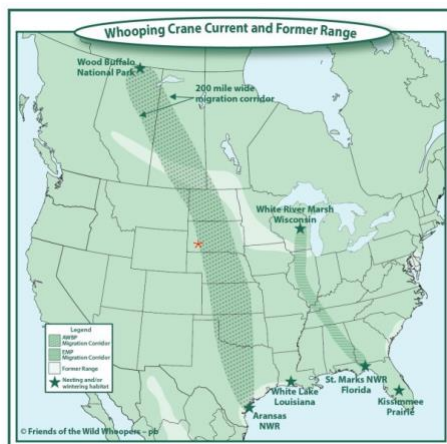 Whooping Crane Current and Former Range
Wood Buffalo
National Park
200 mile wide
migration corridor
White River Marsh
Wisconsin
Legend
AWBP
Migration Corridor
EMP
Migration Corridor
Former Range
Nesting and/or
wintering habitat
White Lake
Louisiana
St. Marks NWR
Florida
Kissimmee
Prairie
Aransas
NWR
© Friends of the Wild Whoopers - pb